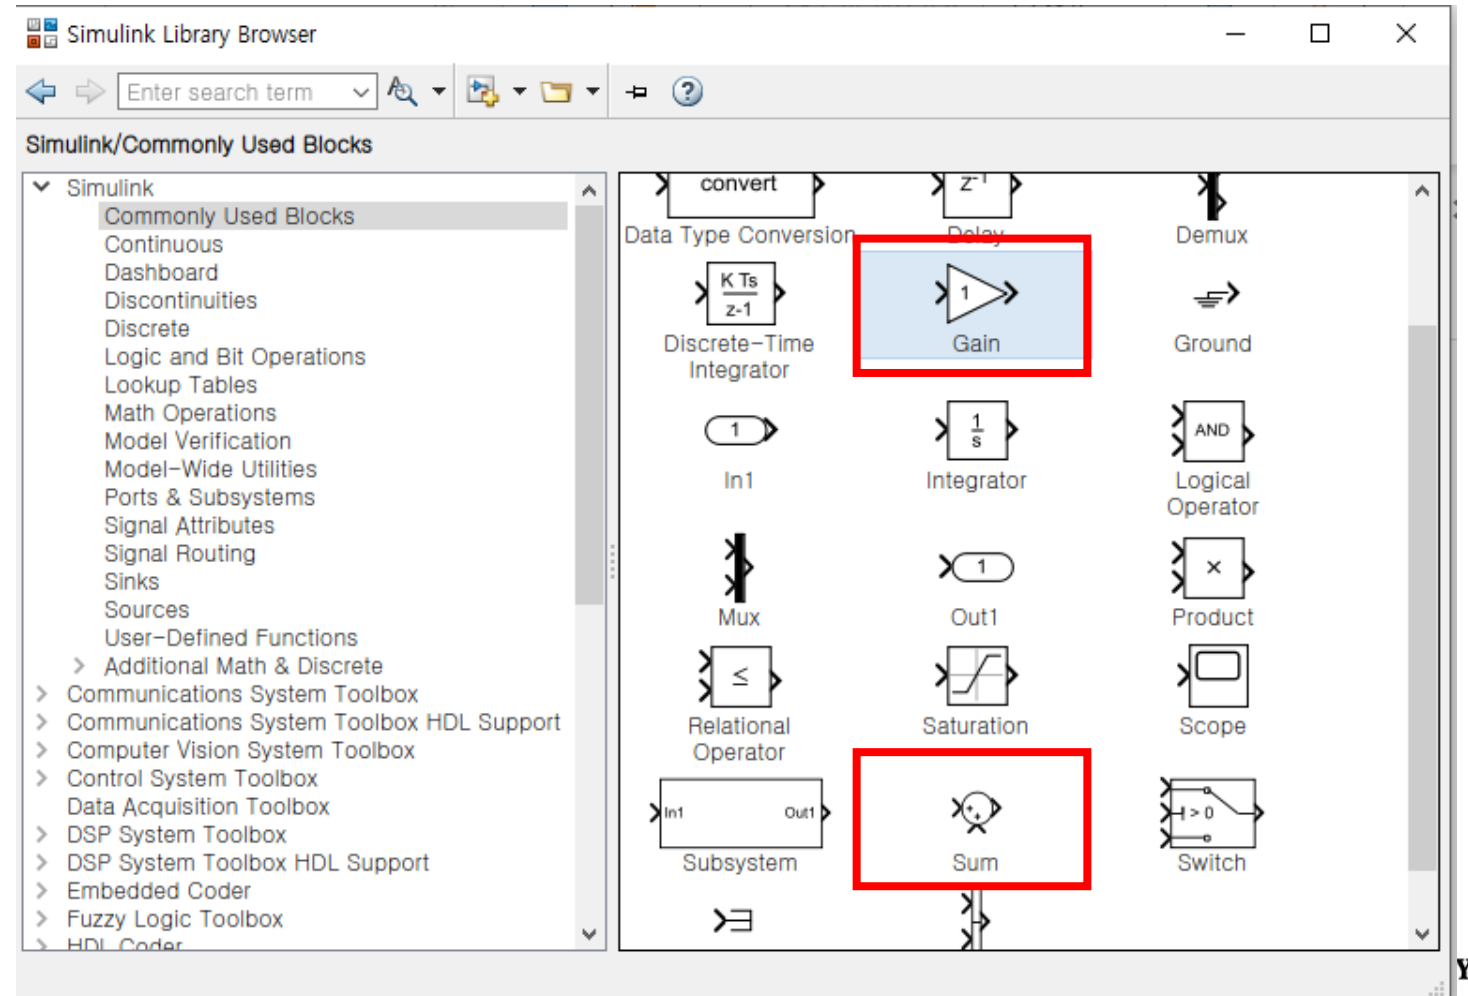 Simulink Library Browser
Enter search term
Simulink/Commonly Used Blocks
Simulink
Commonly Used Blocks
Continuous
Dashboard
Discontinuities
Discrete
Logic and Bit Operations
Lookup Tables
Math Operations
Model Verification
Model-Wide Utilities
Ports & Subsystems
Signal Attributes
Signal Routing
Sinks
Sources
User-Defined Functions
Additional Math & Discrete
Communications System Toolbox
Communications System Toolbox HDL Support
Computer Vision System Toolbox
Control System Toolbox
Data Acquisition Toolbox
DSP System Toolbox
DSP System Toolbox HDL Support
Embedded Coder
Fuzzy Logic Toolbox
HDL Coder
convert
z-1
Data Type Conversion
Delay
Demux
K Ts
z-1
1
Discrete-Time
Integrator
Gain
Ground
1
1
s
AND
In1
Integrator
Logical
Operator
1
×
Mux
Out1
Product
≤
Relational
Operator
Saturation
Scope
In1
Out1
+
+
> 0
Subsystem
Sum
Switch
Y